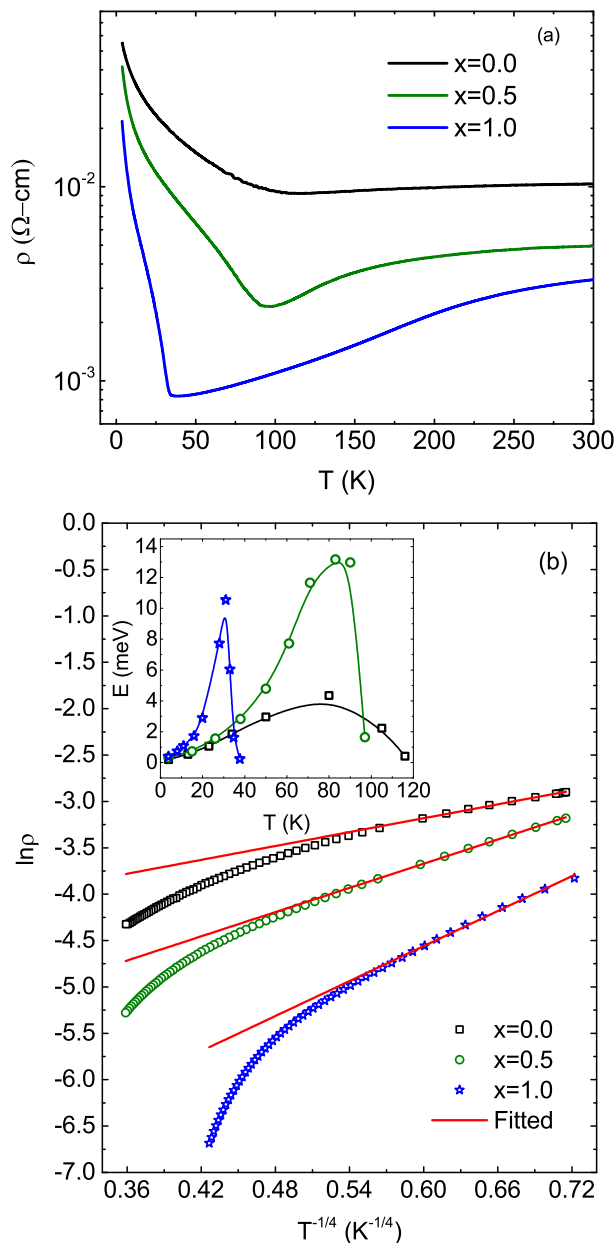 (a)
x=0.0
x=0.5
x=1.0
10⁻²
10⁻³
ρ (Ω–cm)
0 50 100 150 200 250 300
T (K)
(b)
0.0
-0.5
-1.0
-1.5
-2.0
-2.5
-3.0
-3.5
-4.0
-4.5
-5.0
-5.5
-6.0
-6.5
-7.0
lnρ
14
12
10
8
6
4
2
0
E (meV)
0 20 40 60 80 100 120
T (K)
x=0.0
x=0.5
x=1.0
Fitted
0.36 0.42 0.48 0.54 0.60 0.66 0.72
T⁻¹/⁴ (K⁻¹/⁴)